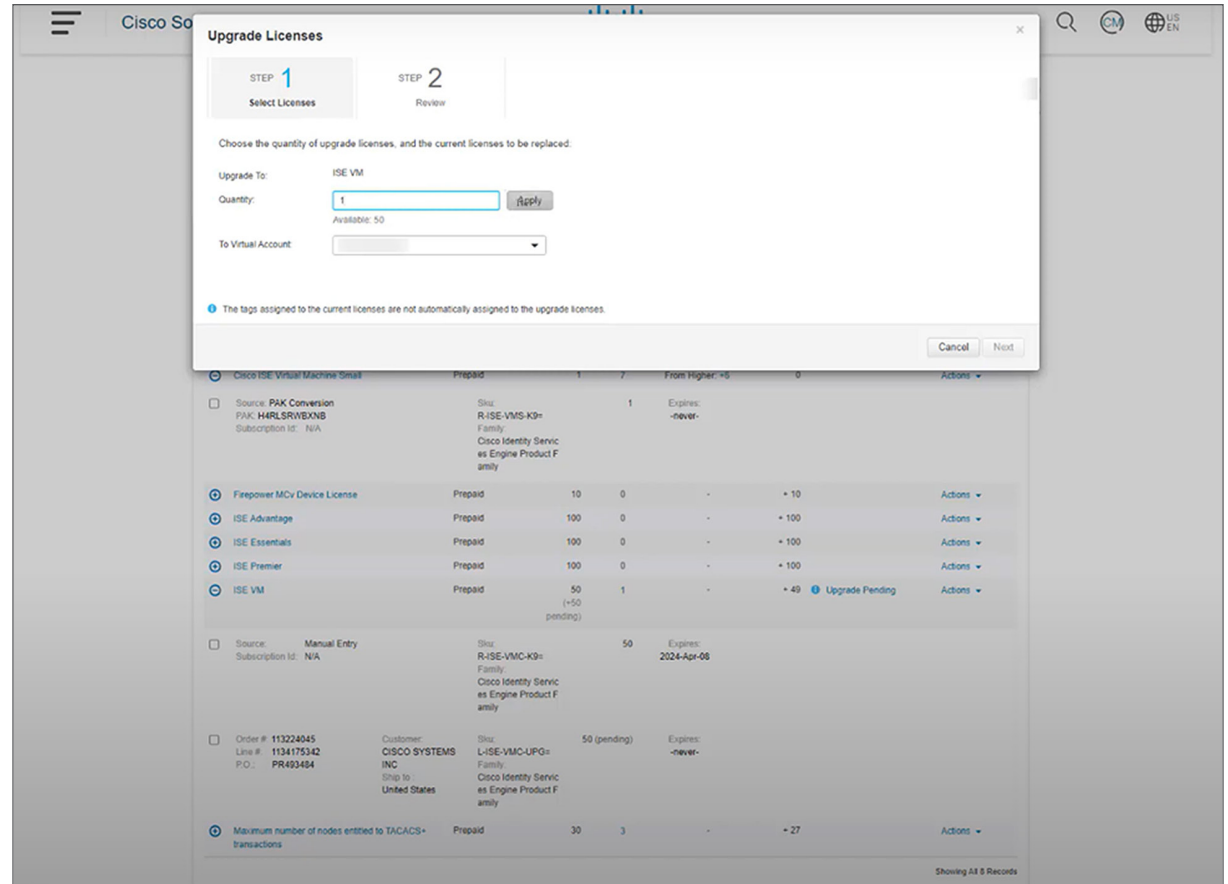 Cisco So
CM
US
EN
Upgrade Licenses
×
STEP 1
Select Licenses
STEP 2
Review
Choose the quantity of upgrade licenses, and the current licenses to be replaced:
Upgrade To: ISE VM
Quantity: 1 Apply
Available: 50
To Virtual Account:
The tags assigned to the current licenses are not automatically assigned to the upgrade licenses.
Cancel Next
Cisco ISE Virtual Machine Small Prepaid 1 7 From Higher: +6 0 Actions
Source: PAK Conversion Sku: 1 Expires:
PAK: H4RLSRWBXNB R-ISE-VMS-K9= -never-
Subscription Id: N/A Family:
Cisco Identity Servic
es Engine Product F
amily
Firepower MCv Device License Prepaid 10 0 - + 10 Actions
ISE Advantage Prepaid 100 0 - + 100 Actions
ISE Essentials Prepaid 100 0 - + 100 Actions
ISE Premier Prepaid 100 0 - + 100 Actions
ISE VM Prepaid 50 1 - + 49 Upgrade Pending Actions
(+50
pending)
Source: Manual Entry Sku: 50 Expires:
Subscription Id: N/A R-ISE-VMC-K9= 2024-Apr-08
Family:
Cisco Identity Servic
es Engine Product F
amily
Order #: 113224045 Customer: Sku: 50 (pending) Expires:
Line #: 1134175342 CISCO SYSTEMS L-ISE-VMC-UPG= -never-
P.O.: PR493484 INC Family:
Ship to : Cisco Identity Servic
United States es Engine Product F
amily
Maximum number of nodes entitled to TACACS+ Prepaid 30 3 - + 27 Actions
transactions
Showing All 8 Records